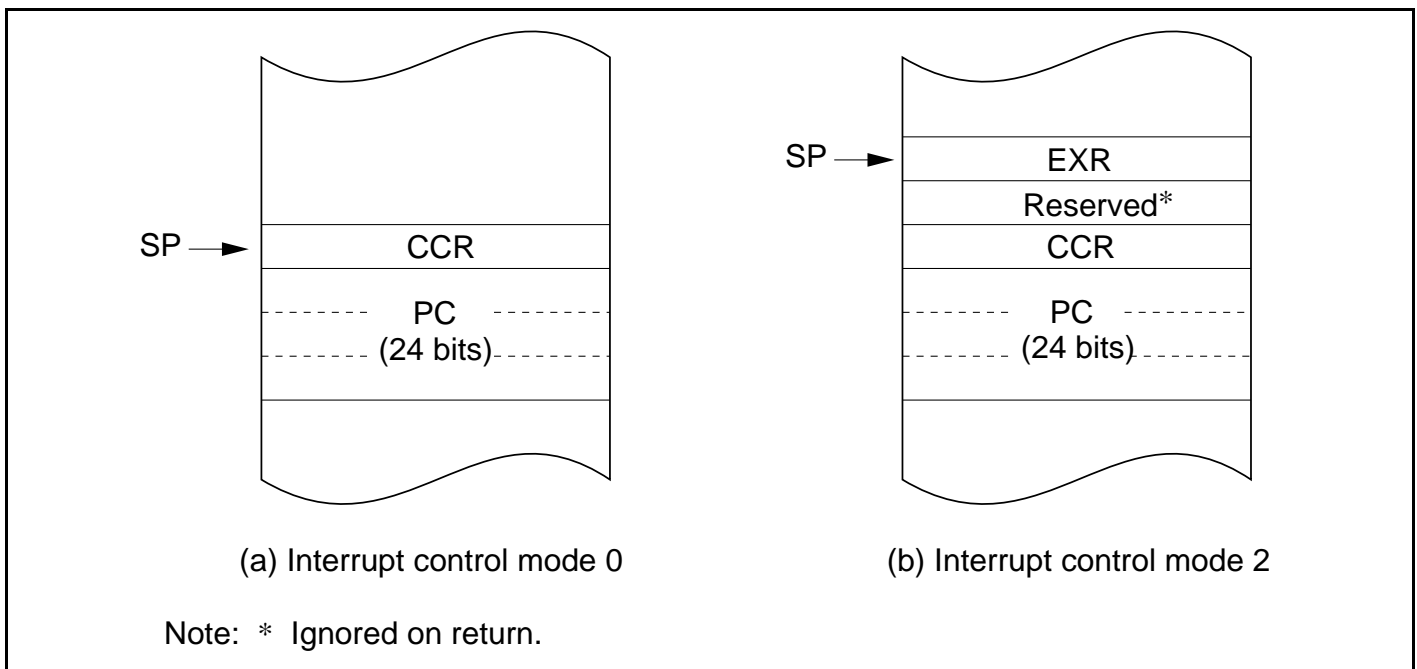 SP
CCR
PC
(24 bits)
(a) Interrupt control mode 0
SP
EXR
Reserved*
CCR
PC
(24 bits)
(b) Interrupt control mode 2
Note: * Ignored on return.